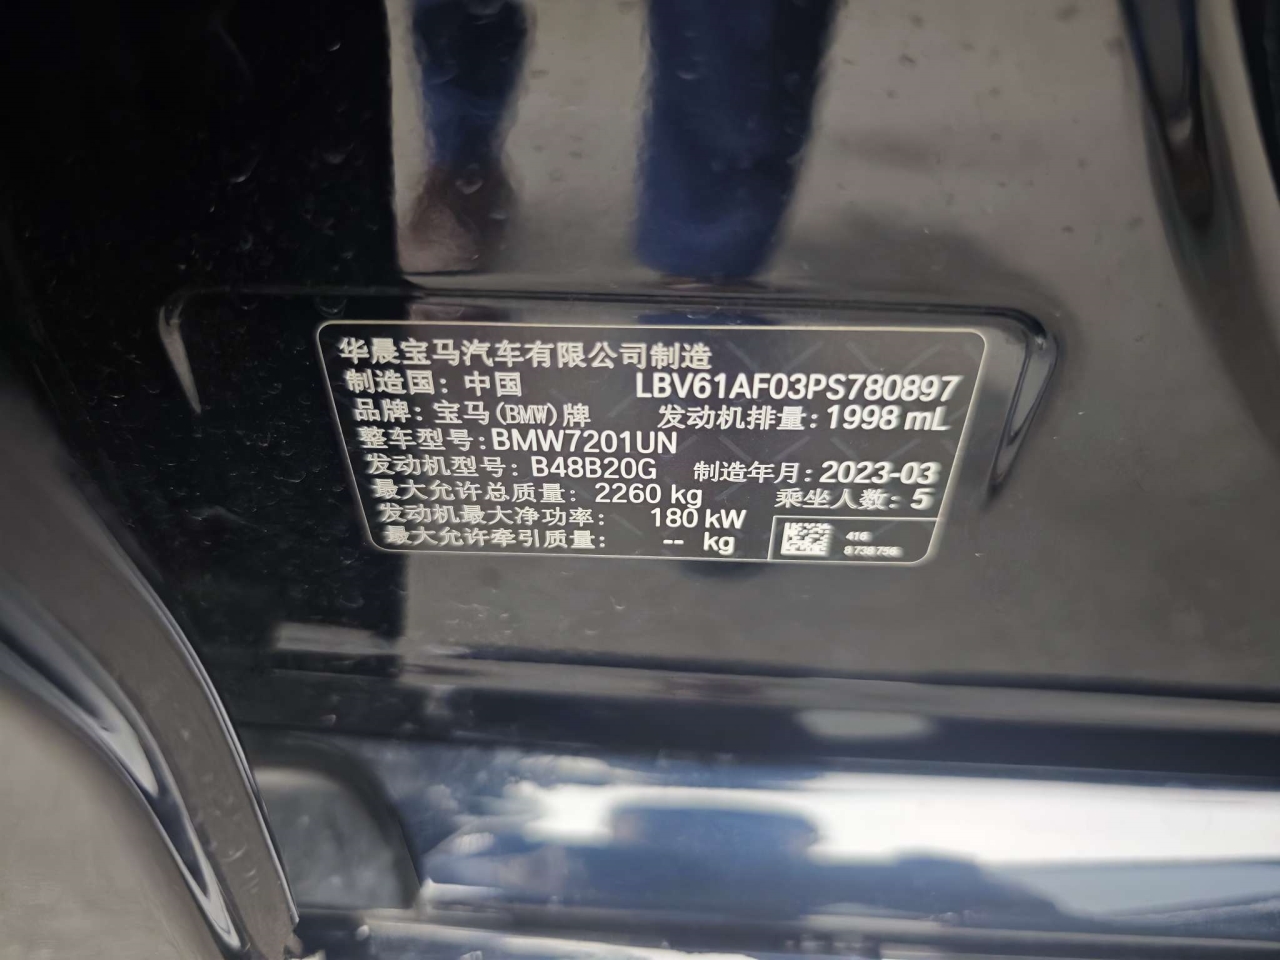 华晨宝马汽车有限公司制造
制造国: 中国 LBV61AF03PS780897
品牌: 宝马(BMW)牌 发动机排量: 1998 mL
整车型号: BMW7201UN
发动机型号: B48B20G 制造年月: 2023-03
最大允许总质量: 2260 kg 乘坐人数: 5
发动机最大净功率: 180 kW
最大允许牵引质量: -- kg
416
8 738 756